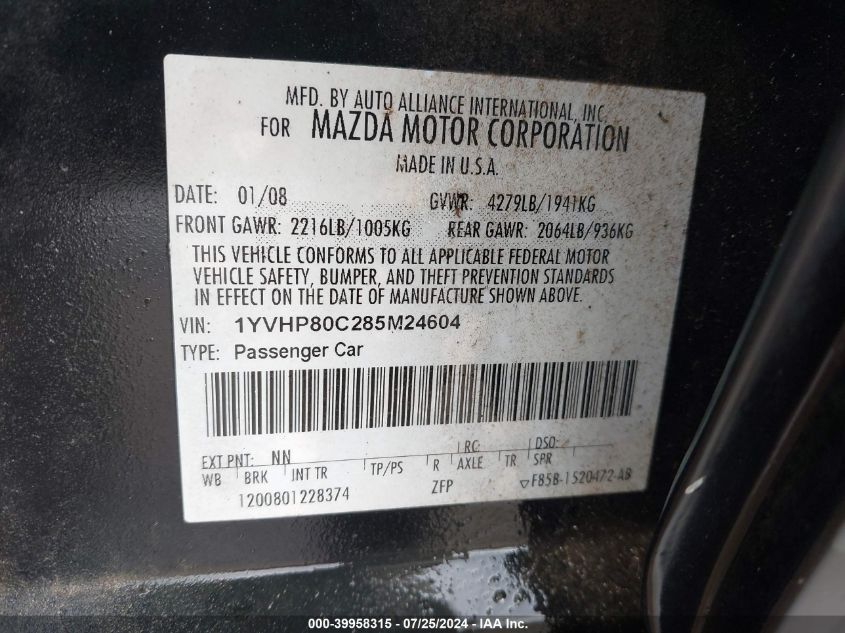 MFD. BY AUTO ALLIANCE INTERNATIONAL, INC.
FOR MAZDA MOTOR CORPORATION
MADE IN U.S.A.
DATE: 01/08 GVWR: 4279LB/1941KG
FRONT GAWR: 2216LB/1005KG REAR GAWR: 2064LB/936KG
THIS VEHICLE CONFORMS TO ALL APPLICABLE FEDERAL MOTOR
VEHICLE SAFETY, BUMPER, AND THEFT PREVENTION STANDARDS
IN EFFECT ON THE DATE OF MANUFACTURE SHOWN ABOVE.
VIN: 1YVHP80C285M24604
TYPE: Passenger Car
EXT PNT: NN RC: DSO:
WB BRK INT TR TP/PS R AXLE TR SPR
1200801228374 ZFP ▽F85B-1520472-AB
000-39958315 - 07/25/2024 - IAA Inc.